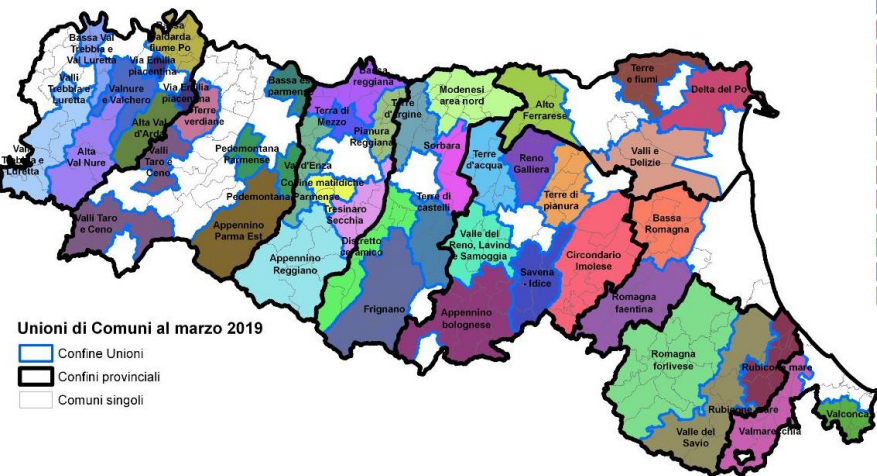 Bassa Val
Trebbia e
Val Luretta
Bassa
Valdarda
fiume Po
Via Emilia
piacentina
Valli
Trebbia e
Luretta
Valnure
e Valchero
Via Emilia
piacentina
Terre
verdiane
Alta Val
d'Arda
Alta
Val Nure
Valli
Taro e
Ceno
Valli Taro
e Ceno
Bassa est
parmense
Pedemontana
Parmense
Pedemontana
Parmense
Appennino
Parma Est
Bassa
reggiana
Terra di
Mezzo
Pianura
Reggiana
Val d'Enza
Colline matildiche
Tresinaro
Secchia
Appennino
Reggiano
Distretto
ceramico
Terre
d'argine
Modenesi
area nord
Sorbara
Terre di
castelli
Frignano
Alto
Ferrarese
Terre
e fiumi
Delta del Po
Valli e
Delizie
Terre
d'acqua
Reno
Galliera
Terre di
pianura
Valle del
Reno, Lavino
e Samoggia
Savena
- Idice
Appennino
bolognese
Circondario
Imolese
Bassa
Romagna
Romagna
faentina
Romagna
forlivese
Rubicone mare
Rubicone mare
Valle del
Savio
Valmarecchia
Valconca
Unioni di Comuni al marzo 2019
Confine Unioni
Confini provinciali
Comuni singoli